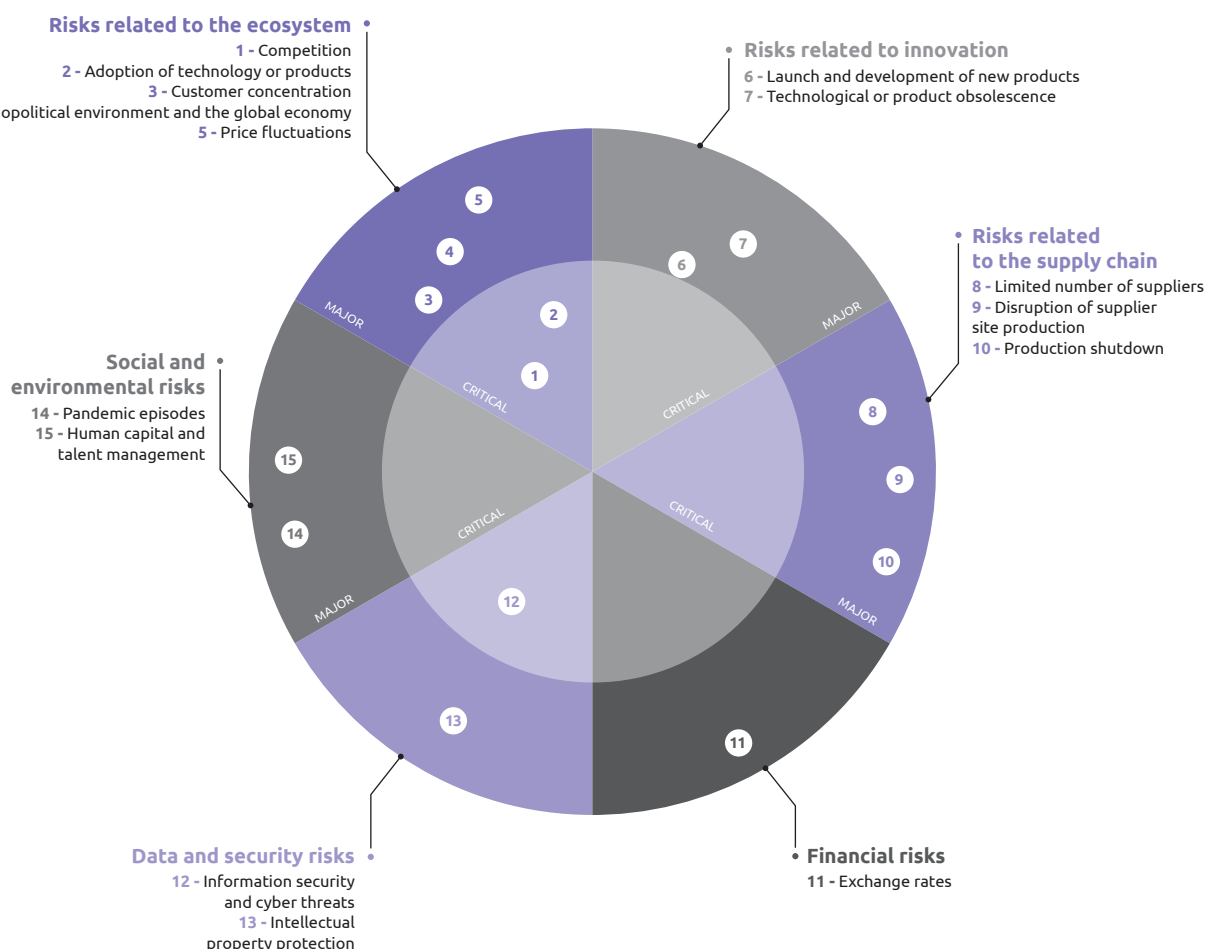 Risks related to the ecosystem
1 - Competition
2 - Adoption of technology or products
3 - Customer concentration
opolitical environment and the global economy
5 - Price fluctuations
Risks related to innovation
6 - Launch and development of new products
7 - Technological or product obsolescence
Risks related
to the supply chain
8 - Limited number of suppliers
9 - Disruption of supplier
site production
10 - Production shutdown
Social and
environmental risks
14 - Pandemic episodes
15 - Human capital and
talent management
5
4
3
2
1
MAJOR
CRITICAL
6
7
MAJOR
CRITICAL
8
9
10
CRITICAL
MAJOR
15
14
CRITICAL
MAJOR
12
13
11
Data and security risks
12 - Information security
and cyber threats
13 - Intellectual
property protection
Financial risks
11 - Exchange rates